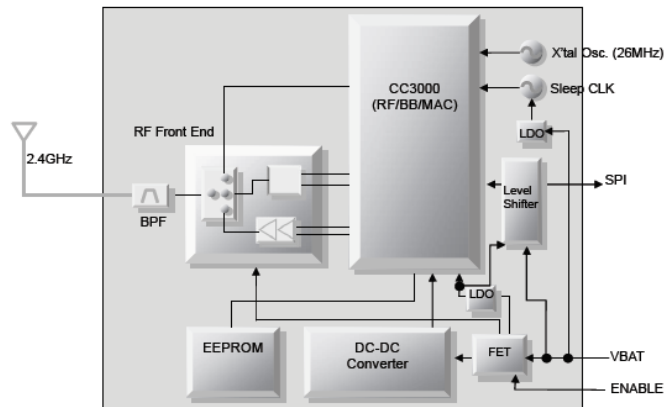 CC3000
(RF/BB/MAC)
X'tal Osc. (26MHz)
Sleep CLK
LDO
RF Front End
2.4GHz
BPF
Level
Shifter
SPI
LDO
EEPROM
DC-DC
Converter
FET
VBAT
ENABLE